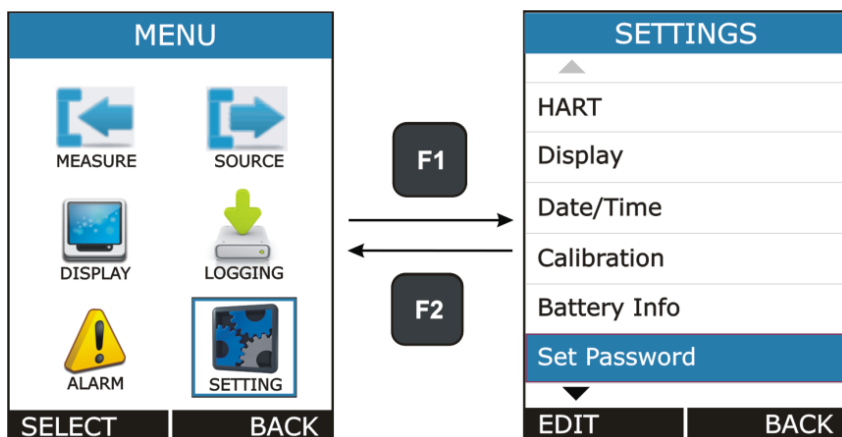 MENU
MEASURE
SOURCE
DISPLAY
LOGGING
ALARM
SETTING
SELECT
BACK
F1
F2
SETTINGS
HART
Display
Date/Time
Calibration
Battery Info
Set Password
EDIT
BACK